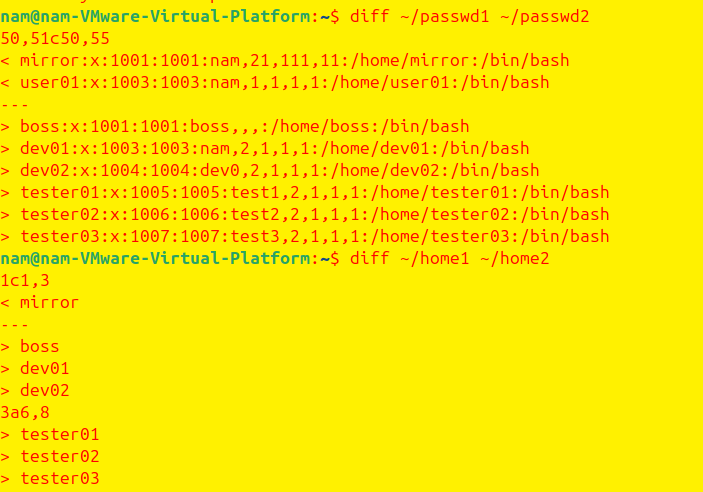 nam@nam-VMware-Virtual-Platform:~$ diff ~/passwd1 ~/passwd2
50,51c50,55
< mirror:x:1001:1001:nam,21,111,11:/home/mirror:/bin/bash
< user01:x:1003:1003:nam,1,1,1,1:/home/user01:/bin/bash
---
> boss:x:1001:1001:boss,,,:/home/boss:/bin/bash
> dev01:x:1003:1003:nam,2,1,1,1:/home/dev01:/bin/bash
> dev02:x:1004:1004:dev0,2,1,1,1:/home/dev02:/bin/bash
> tester01:x:1005:1005:test1,2,1,1,1:/home/tester01:/bin/bash
> tester02:x:1006:1006:test2,2,1,1,1:/home/tester02:/bin/bash
> tester03:x:1007:1007:test3,2,1,1,1:/home/tester03:/bin/bash
nam@nam-VMware-Virtual-Platform:~$ diff ~/home1 ~/home2
1c1,3
< mirror
---
> boss
> dev01
> dev02
3a6,8
> tester01
> tester02
> tester03